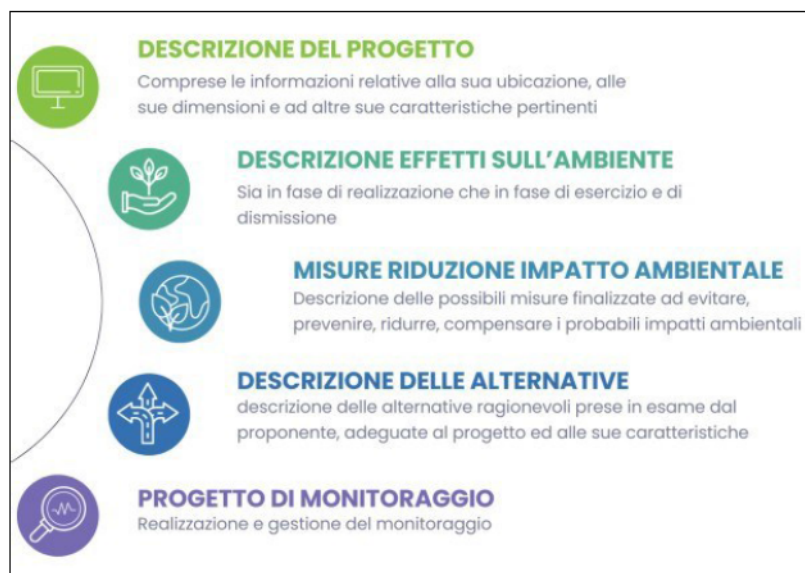 DESCRIZIONE DEL PROGETTO
Comprese le informazioni relative alla sua ubicazione, alle
sue dimensioni e ad altre sue caratteristiche pertinenti
DESCRIZIONE EFFETTI SULL'AMBIENTE
Sia in fase di realizzazione che in fase di esercizio e di
dismissione
MISURE RIDUZIONE IMPATTO AMBIENTALE
Descrizione delle possibili misure finalizzate ad evitare,
prevenire, ridurre, compensare i probabili impatti ambientali
DESCRIZIONE DELLE ALTERNATIVE
descrizione delle alternative ragionevoli prese in esame dal
proponente, adeguate al progetto ed alle sue caratteristiche
PROGETTO DI MONITORAGGIO
Realizzazione e gestione del monitoraggio